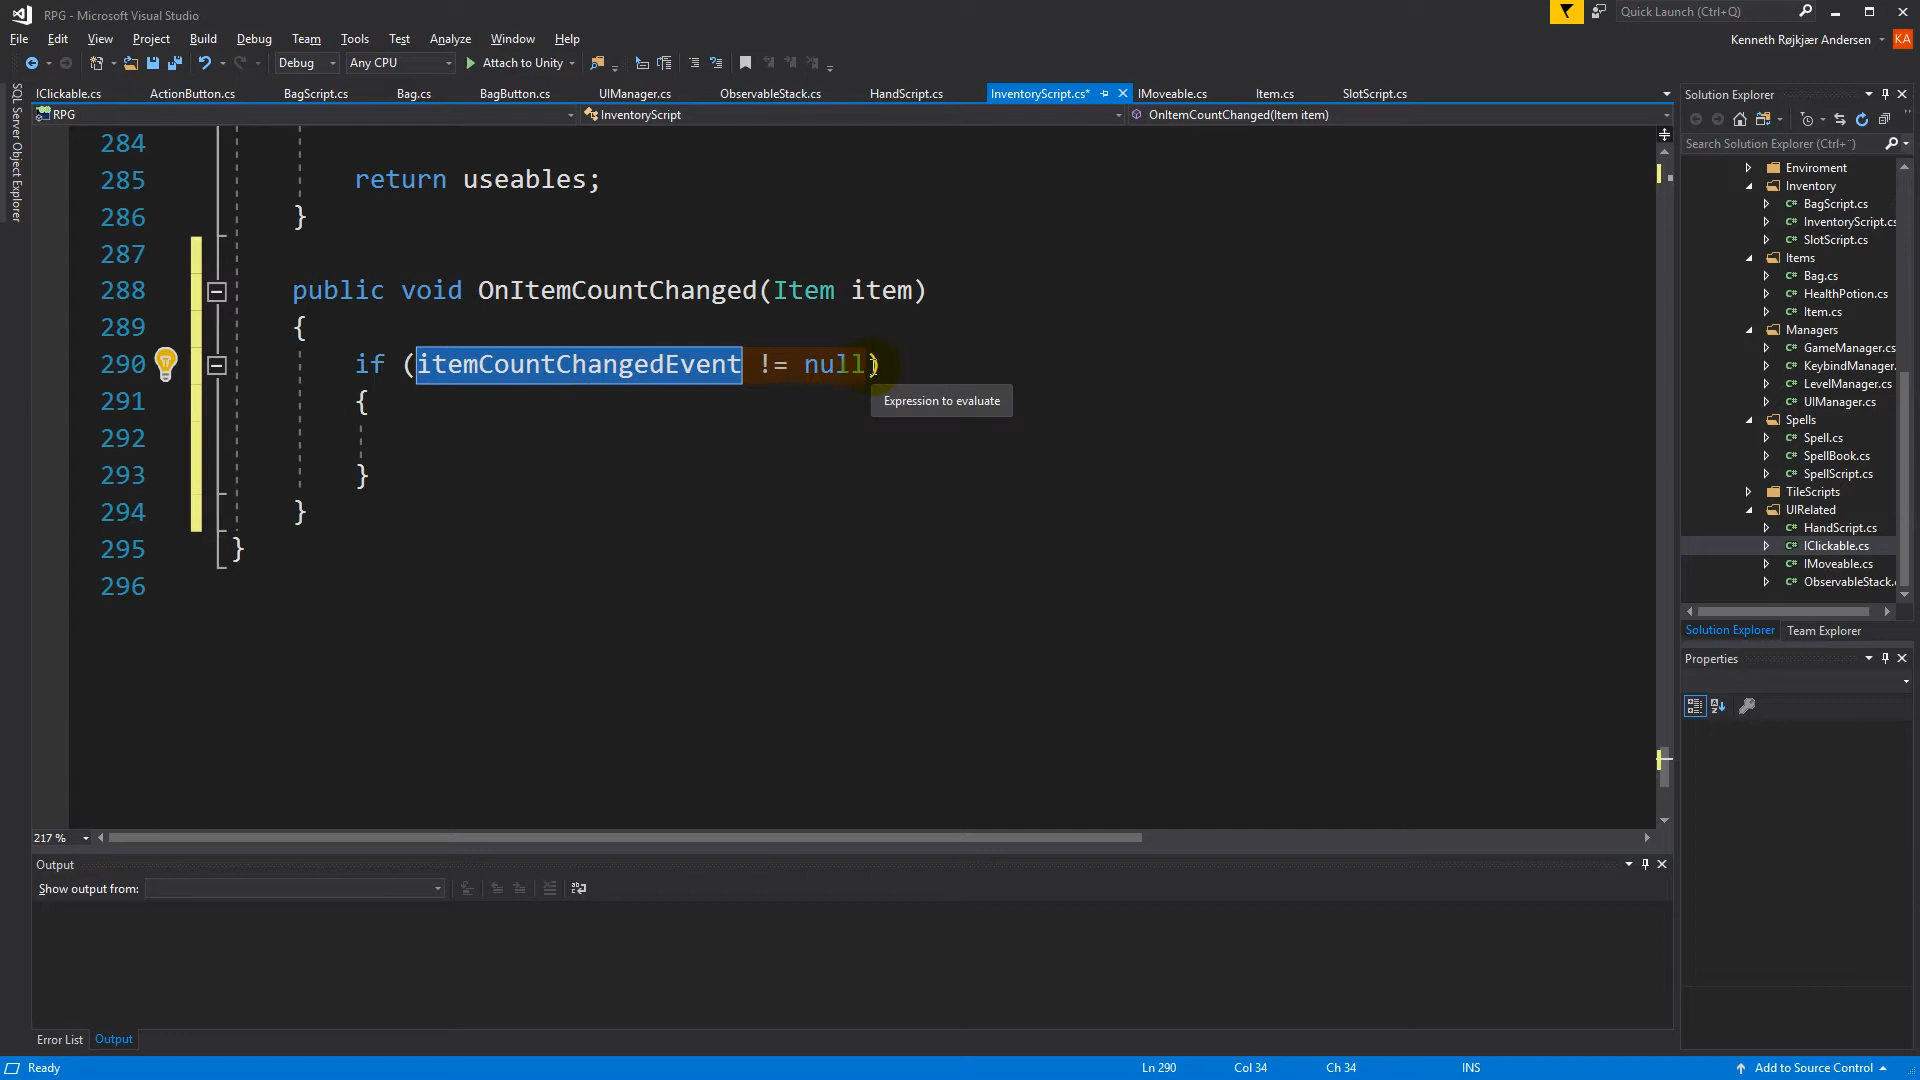 RPG - Microsoft Visual Studio
Quick Launch (Ctrl+Q)
File Edit View Project Build Debug Team Tools Test Analyze Window Help
Kenneth Røjkjær Andersen KA
Debug Any CPU Attach to Unity
SQL Server Object Explorer
IClickable.cs ActionButton.cs BagScript.cs Bag.cs BagButton.cs UIManager.cs ObservableStack.cs HandScript.cs InventoryScript.cs* IMoveable.cs Item.cs SlotScript.cs
RPG InventoryScript OnItemCountChanged(Item item)
284
285 return useables;
286 }
287
288 public void OnItemCountChanged(Item item)
289 {
290 if (itemCountChangedEvent != null)
Expression to evaluate
291 {
292
293 }
294 }
295 }
296
217 %
Output
Show output from:
Error List Output
Solution Explorer
Search Solution Explorer (Ctrl+¨)
Enviroment
Inventory
BagScript.cs
InventoryScript.cs
SlotScript.cs
Items
Bag.cs
HealthPotion.cs
Item.cs
Managers
GameManager.cs
KeybindManager.
LevelManager.cs
UIManager.cs
Spells
Spell.cs
SpellBook.cs
SpellScript.cs
TileScripts
UIRelated
HandScript.cs
IClickable.cs
IMoveable.cs
ObservableStack.
Solution Explorer Team Explorer
Properties
Ready Ln 290 Col 34 Ch 34 INS Add to Source Control